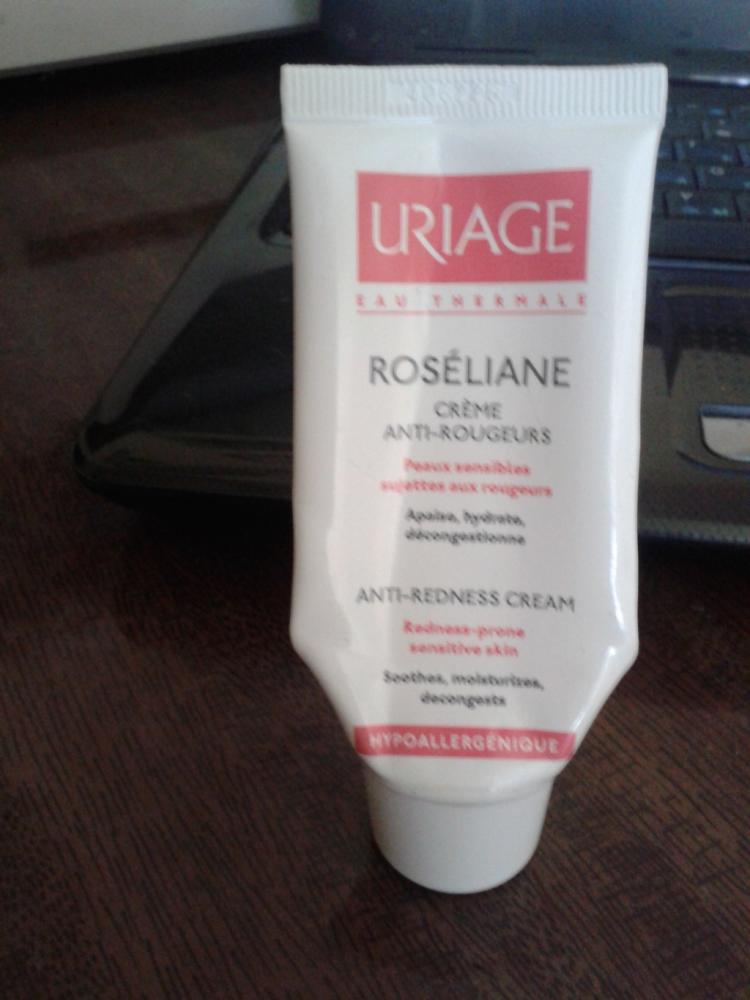 URIAGE
EAU THERMALE
ROSÉLIANE
CRÈME
ANTI-ROUGEURS
Peaux sensibles
sujettes aux rougeurs
Apaise, hydrate,
décongestionne
ANTI-REDNESS CREAM
Redness-prone
sensitive skin
Soothes, moisturizes,
decongests
HYPOALLERGÉNIQUE